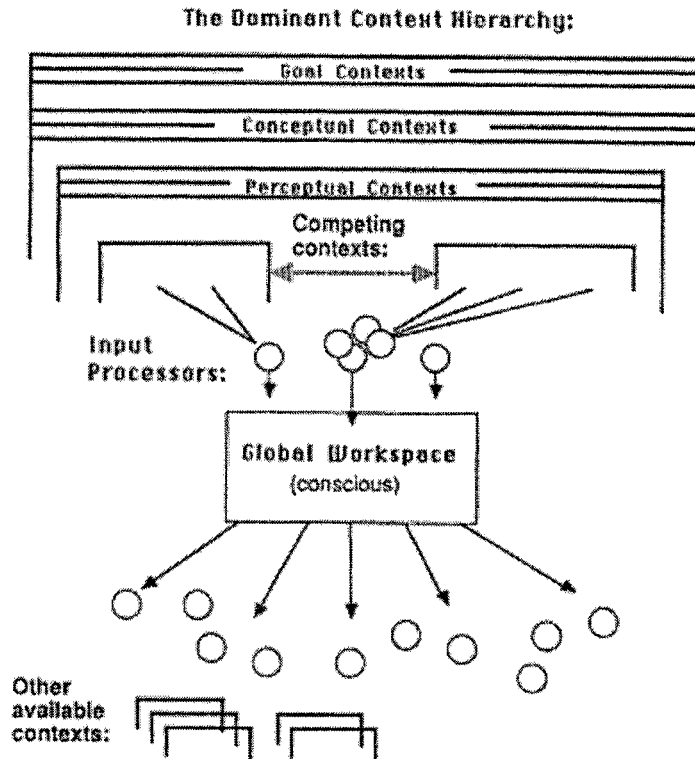 The Dominant Context Hierarchy:
Goal Contexts
Conceptual Contexts
Perceptual Contexts
Competing
contexts:
Input
Processors:
Global Workspace
(conscious)
Other
available
contexts: